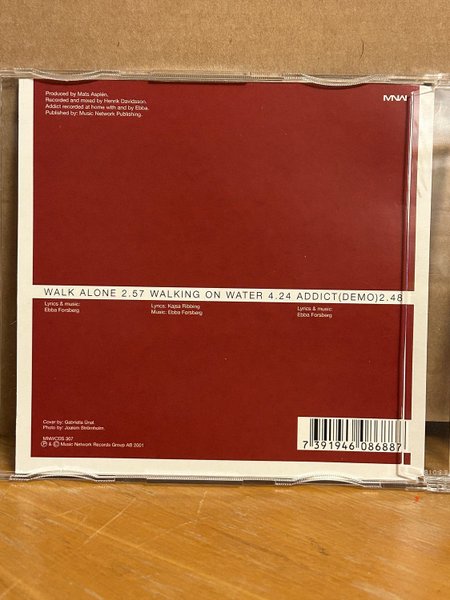 Produced by Mats Asplén.
Recorded and mixed by Henrik Davidsson.
Addict recorded at home with and by Ebba.
Published by: Music Network Publishing.
MNW
WALK ALONE 2.57 WALKING ON WATER 4.24 ADDICT(DEMO)2.48
Lyrics & music:
Ebba Forsberg
Lyrics: Kajsa Ribbing
Music: Ebba Forsberg
Lyrics & music:
Ebba Forsberg
Cover by: Gabriella Ünal.
Photo by: Joakim Strömholm.
MNWCDS 307
℗ & © Music Network Records Group AB 2001
7 391946 086887